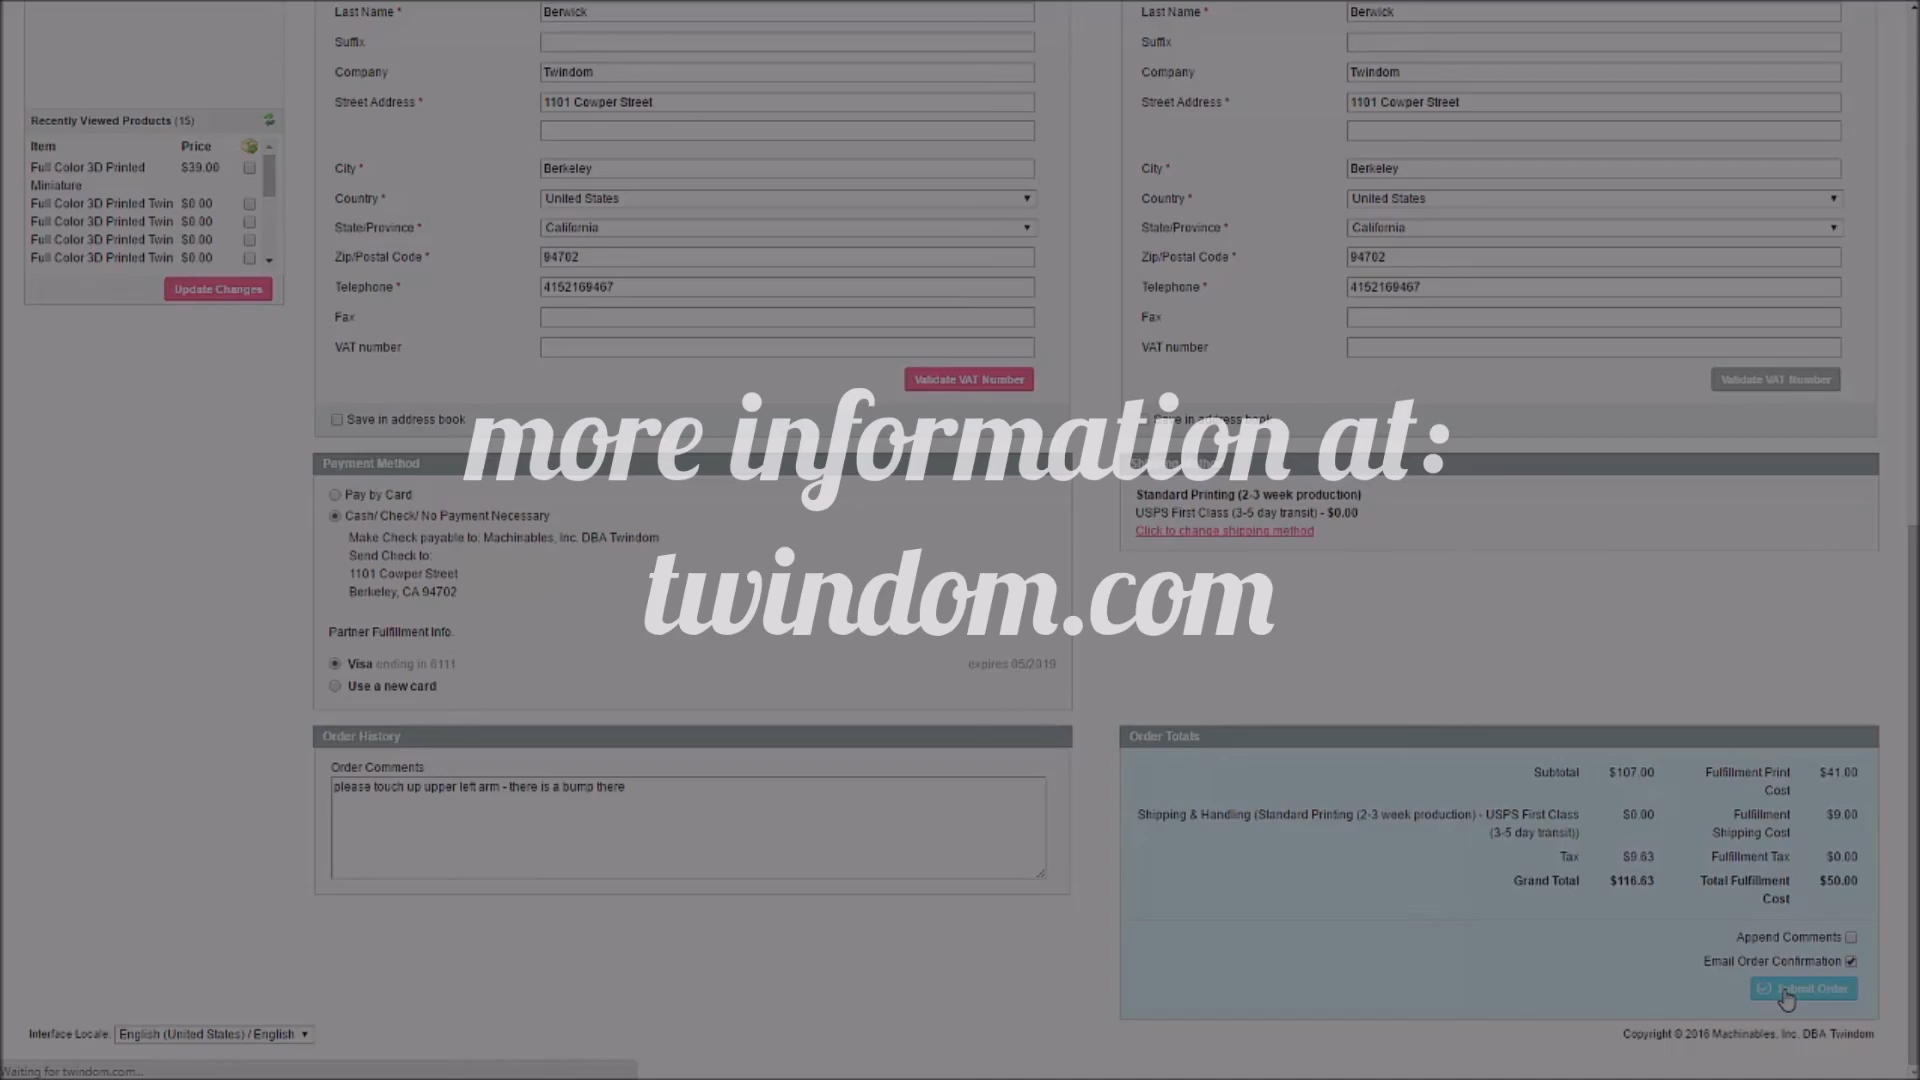 Last Name * Berwick
Suffix
Company Twindom
Street Address * 1101 Cowper Street
City * Berkeley
Country * United States
State/Province * California
Zip/Postal Code * 94702
Telephone * 4152169467
Fax
VAT number
Validate VAT Number
Save in address book
Last Name * Berwick
Suffix
Company Twindom
Street Address * 1101 Cowper Street
City * Berkeley
Country * United States
State/Province * California
Zip/Postal Code * 94702
Telephone * 4152169467
Fax
VAT number
Validate VAT Number
Save in address book
Recently Viewed Products (15)
Item Price
Full Color 3D Printed $39.00
Miniature
Full Color 3D Printed Twin $0.00
Full Color 3D Printed Twin $0.00
Full Color 3D Printed Twin $0.00
Full Color 3D Printed Twin $0.00
Update Changes
more information at:
twindom.com
Payment Method
Pay by Card
Cash/ Check/ No Payment Necessary
Make Check payable to: Machinables, Inc. DBA Twindom
Send Check to:
1101 Cowper Street
Berkeley, CA 94702
Partner Fulfillment Info.
Visa ending in 6111 expires 05/2019
Use a new card
Standard Printing (2-3 week production)
USPS First Class (3-5 day transit) - $0.00
Click to change shipping method
Order History
Order Comments
please touch up upper left arm - there is a bump there
Order Totals
Subtotal $107.00 Fulfillment Print $41.00
Cost
Shipping & Handling (Standard Printing (2-3 week production) - USPS First Class $0.00 Fulfillment $9.00
(3-5 day transit)) Shipping Cost
Tax $9.63 Fulfillment Tax $0.00
Grand Total $116.63 Total Fulfillment $50.00
Cost
Append Comments
Email Order Confirmation
Submit Order
Interface Locale: English (United States) / English
Copyright © 2016 Machinables, Inc. DBA Twindom
Waiting for twindom.com...